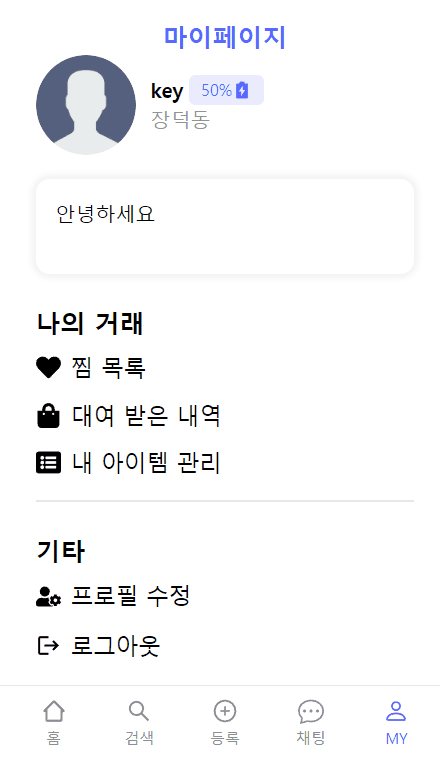 마이페이지
key 50%
장덕동
안녕하세요
나의 거래
찜 목록
대여 받은 내역
내 아이템 관리
기타
프로필 수정
로그아웃
홈 검색 등록 채팅 MY